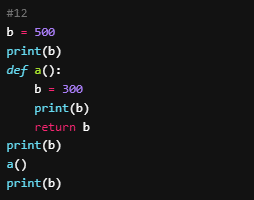 #12
b = 500
print(b)
def a():
    b = 300
    print(b)
    return b
print(b)
a()
print(b)